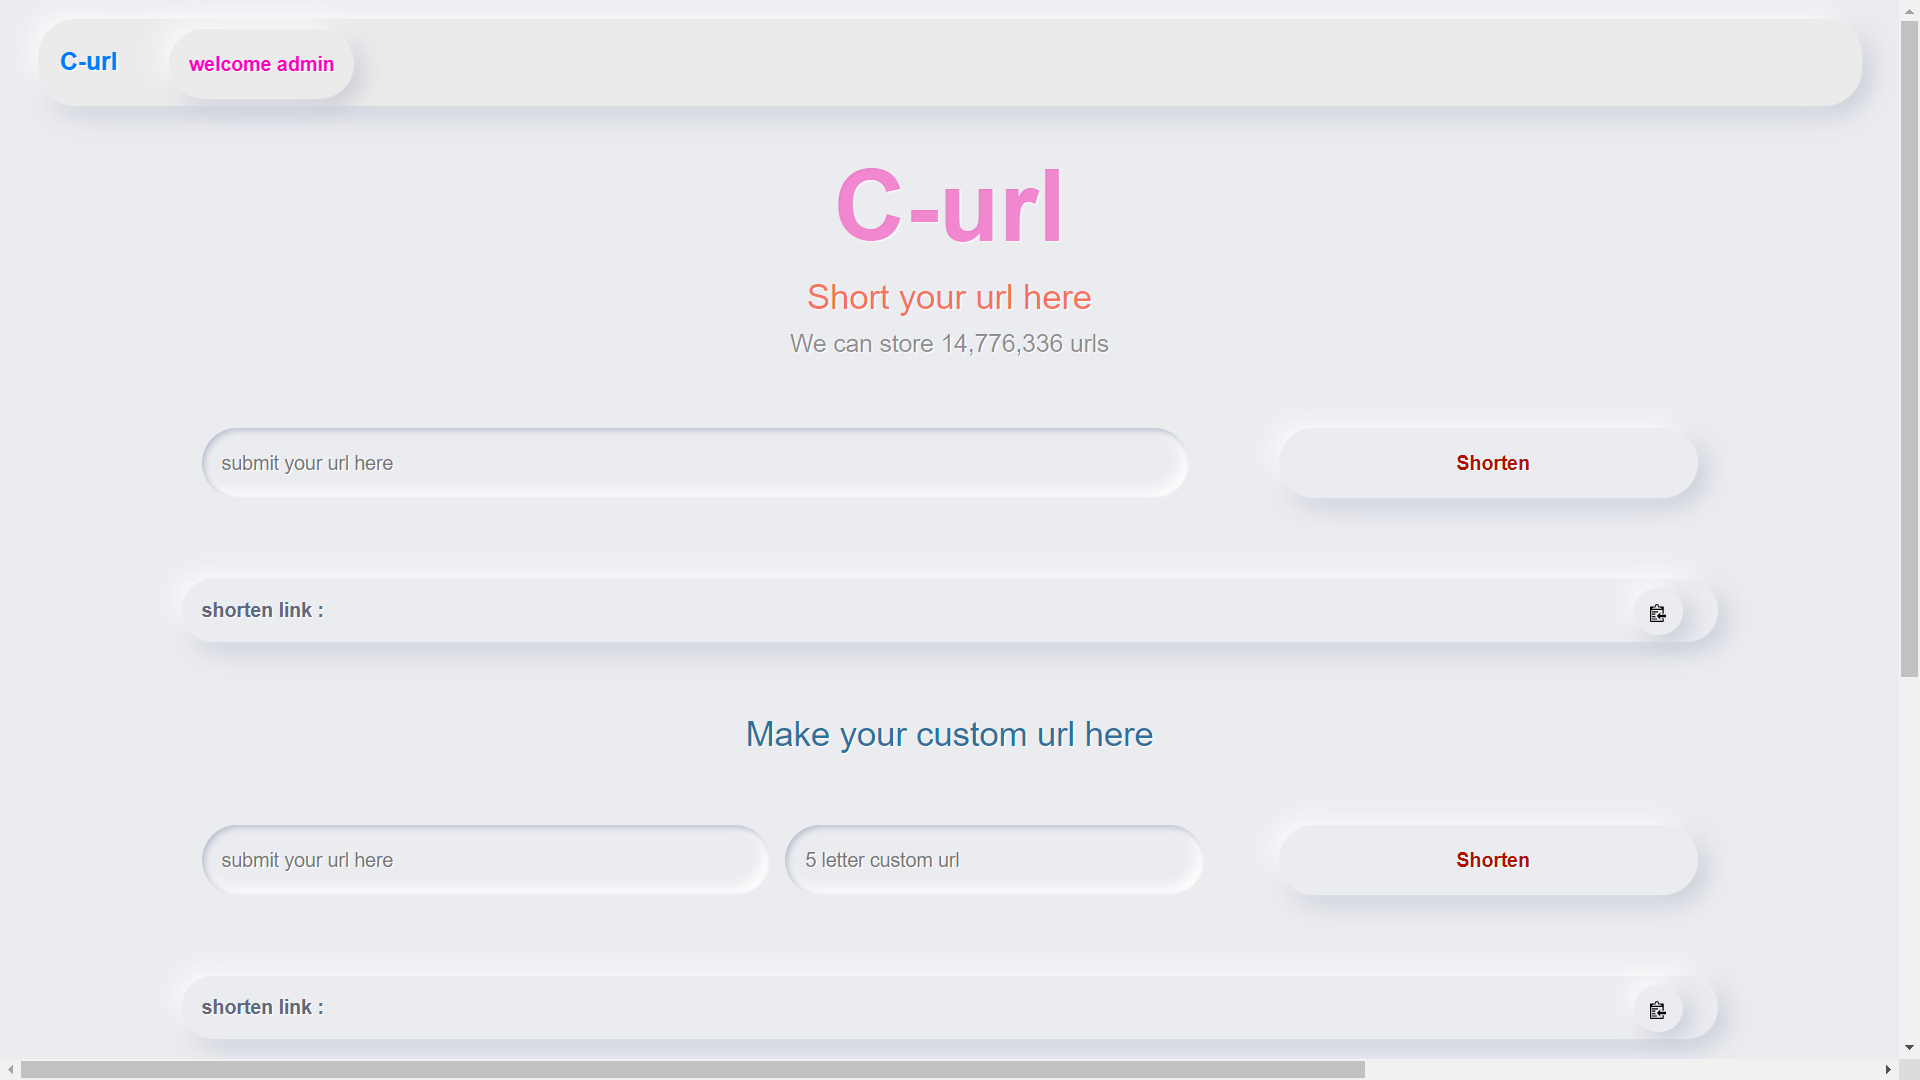 C-url
welcome admin
C-url
Short your url here
We can store 14,776,336 urls
submit your url here
Shorten
shorten link :
Make your custom url here
submit your url here
5 letter custom url
Shorten
shorten link :